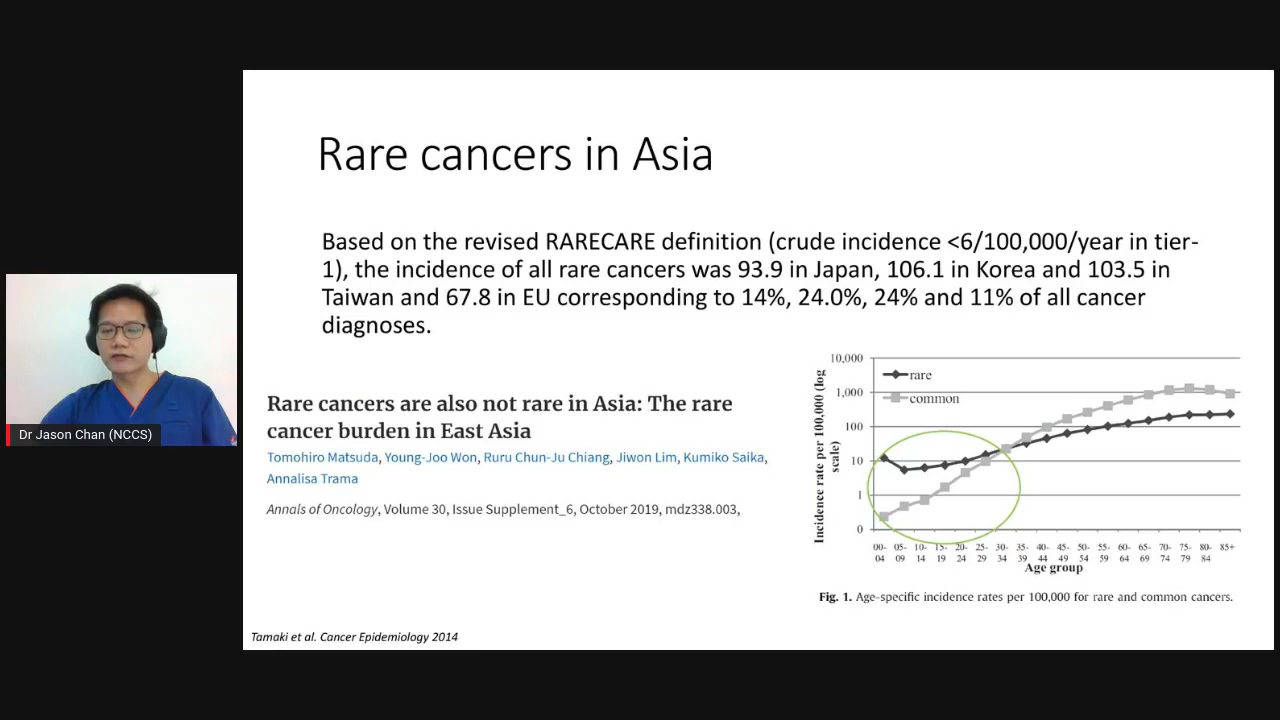 Rare cancers in Asia
Based on the revised RARECARE definition (crude incidence <6/100,000/year in tier-
1), the incidence of all rare cancers was 93.9 in Japan, 106.1 in Korea and 103.5 in
Taiwan and 67.8 in EU corresponding to 14%, 24.0%, 24% and 11% of all cancer
diagnoses.
Rare cancers are also not rare in Asia: The rare
cancer burden in East Asia
Tomohiro Matsuda, Young-Joo Won, Ruru Chun-Ju Chiang, Jiwon Lim, Kumiko Saika,
Annalisa Trama
Annals of Oncology, Volume 30, Issue Supplement_6, October 2019, mdz338.003,
Incidence rate per 100,000 (log
scale)
10,000
1,000
100
10
1
0
rare
common
00- 05- 10- 15- 20- 25- 30- 35- 40- 45- 50- 55- 60- 65- 70- 75- 80- 85+
04 09 14 19 24 29 34 39 44 49 54 59 64 69 74 79 84
Age group
Fig. 1. Age-specific incidence rates per 100,000 for rare and common cancers.
Tamaki et al. Cancer Epidemiology 2014
Dr Jason Chan (NCCS)